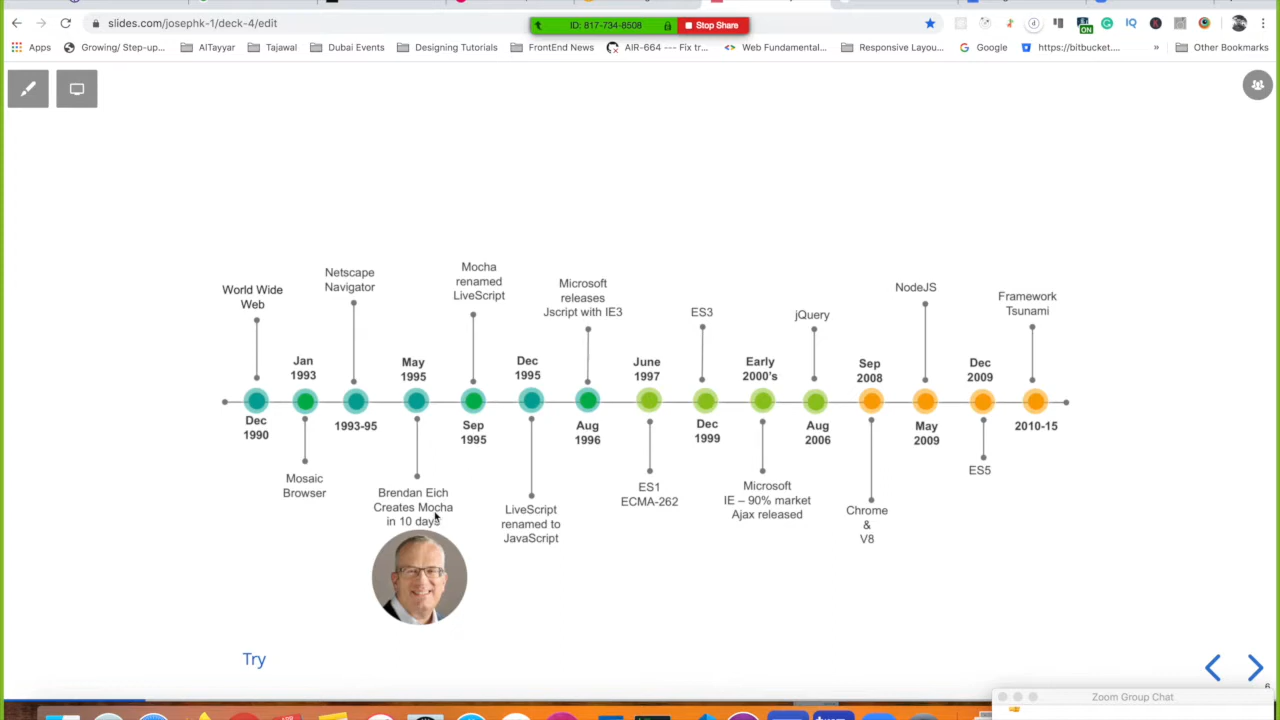 slides.com/josephk-1/deck-4/edit
ID: 817-734-8508
Stop Share
ON
Apps
Growing/ Step-up...
AlTayyar
Tajawal
Dubai Events
Designing Tutorials
FrontEnd News
AIR-664 --- Fix tr...
Web Fundamental...
Responsive Layou...
Google
https://bitbucket....
»
Other Bookmarks
World Wide
Web
Netscape
Navigator
Mocha
renamed
LiveScript
Microsoft
releases
Jscript with IE3
ES3
jQuery
NodeJS
Framework
Tsunami
Jan
1993
May
1995
Dec
1995
June
1997
Early
2000's
Sep
2008
Dec
2009
Dec
1990
1993-95
Sep
1995
Aug
1996
Dec
1999
Aug
2006
May
2009
2010-15
Mosaic
Browser
Brendan Eich
Creates Mocha
in 10 days
LiveScript
renamed to
JavaScript
ES1
ECMA-262
Microsoft
IE – 90% market
Ajax released
Chrome
&
V8
ES5
Try
6
Zoom Group Chat